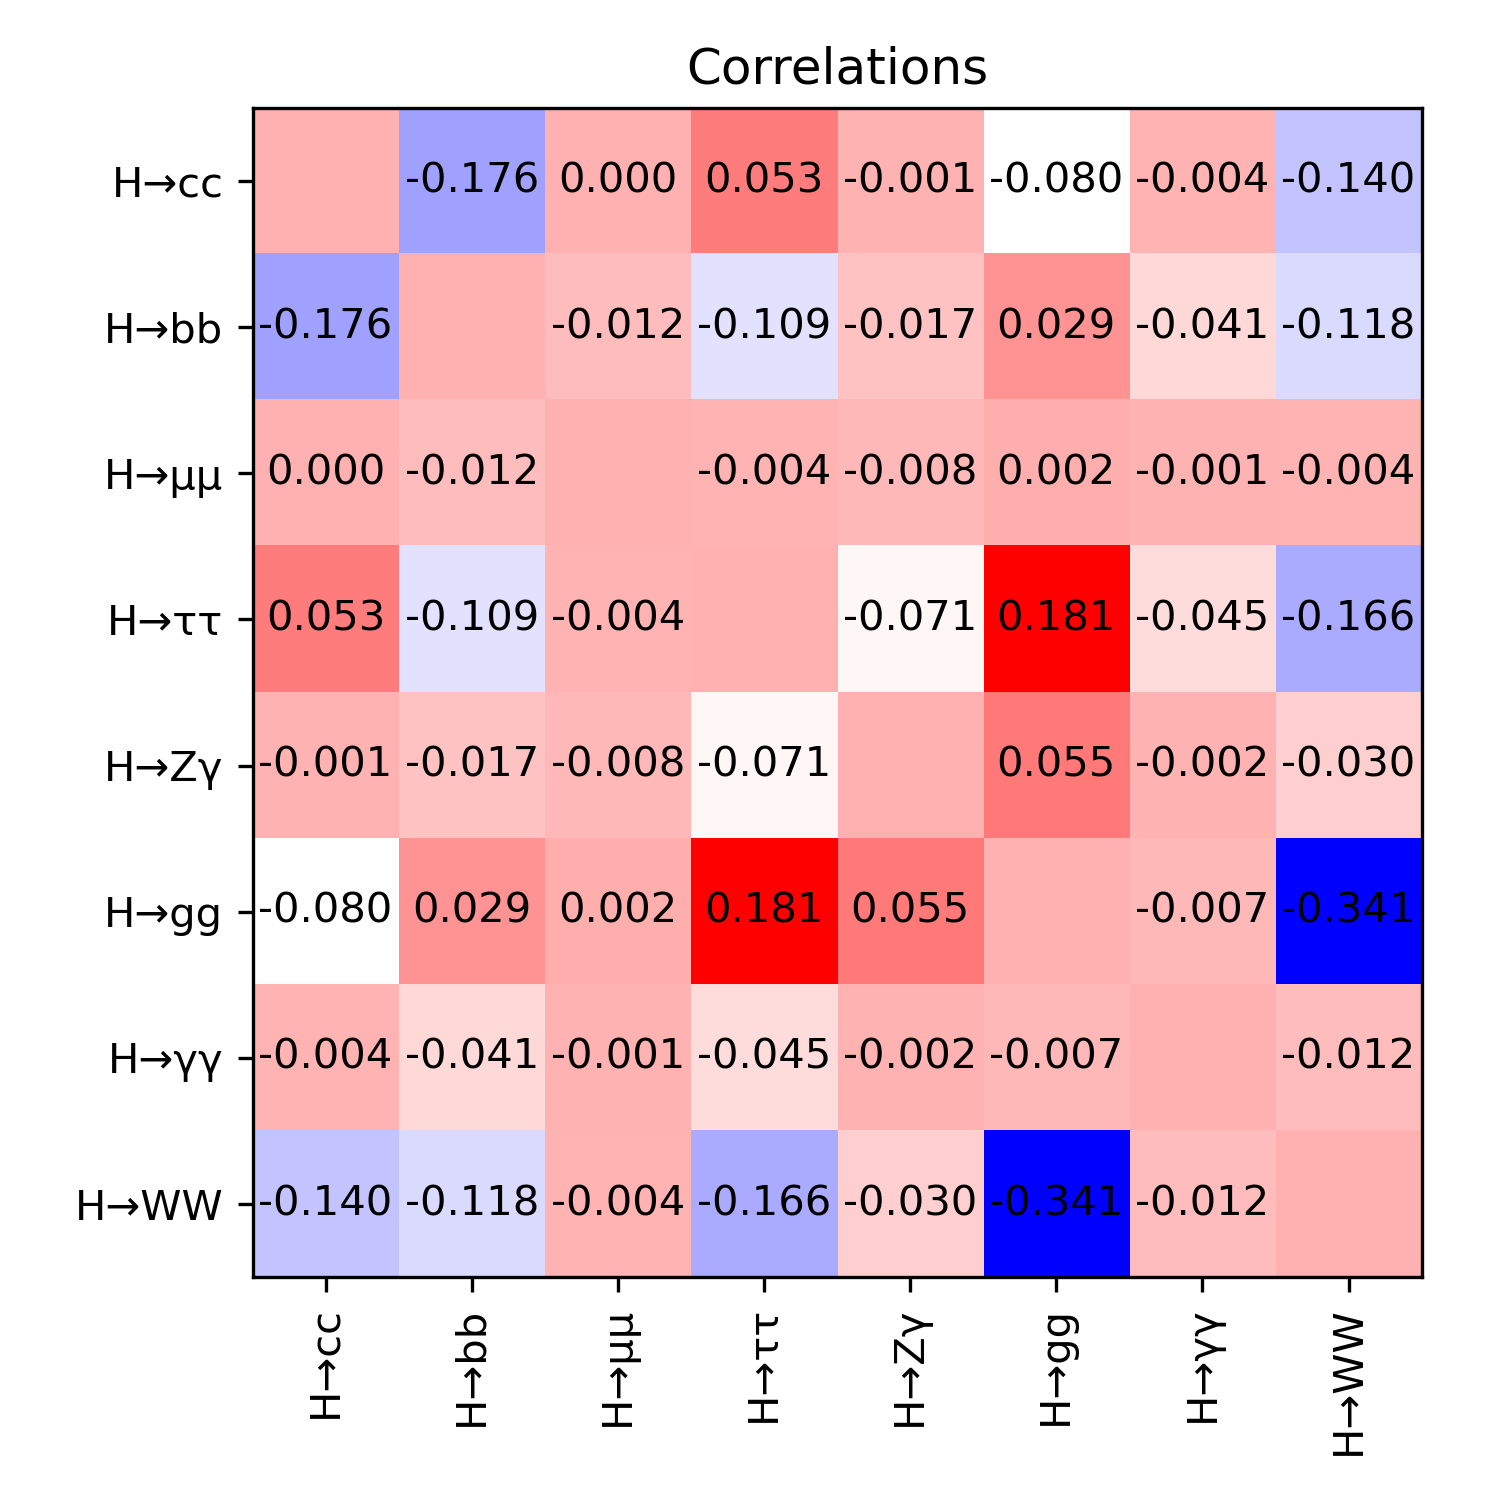 Correlations
H→cc -0.176 0.000 0.053 -0.001 -0.080 -0.004 -0.140
H→bb -0.176 -0.012 -0.109 -0.017 0.029 -0.041 -0.118
H→μμ 0.000 -0.012 -0.004 -0.008 0.002 -0.001 -0.004
H→ττ 0.053 -0.109 -0.004 -0.071 0.181 -0.045 -0.166
H→Zγ -0.001 -0.017 -0.008 -0.071 0.055 -0.002 -0.030
H→gg -0.080 0.029 0.002 0.181 0.055 -0.007 -0.341
H→γγ -0.004 -0.041 -0.001 -0.045 -0.002 -0.007 -0.012
H→WW -0.140 -0.118 -0.004 -0.166 -0.030 -0.341 -0.012
H→cc H→bb H→μμ H→ττ H→Zγ H→gg H→γγ H→WW